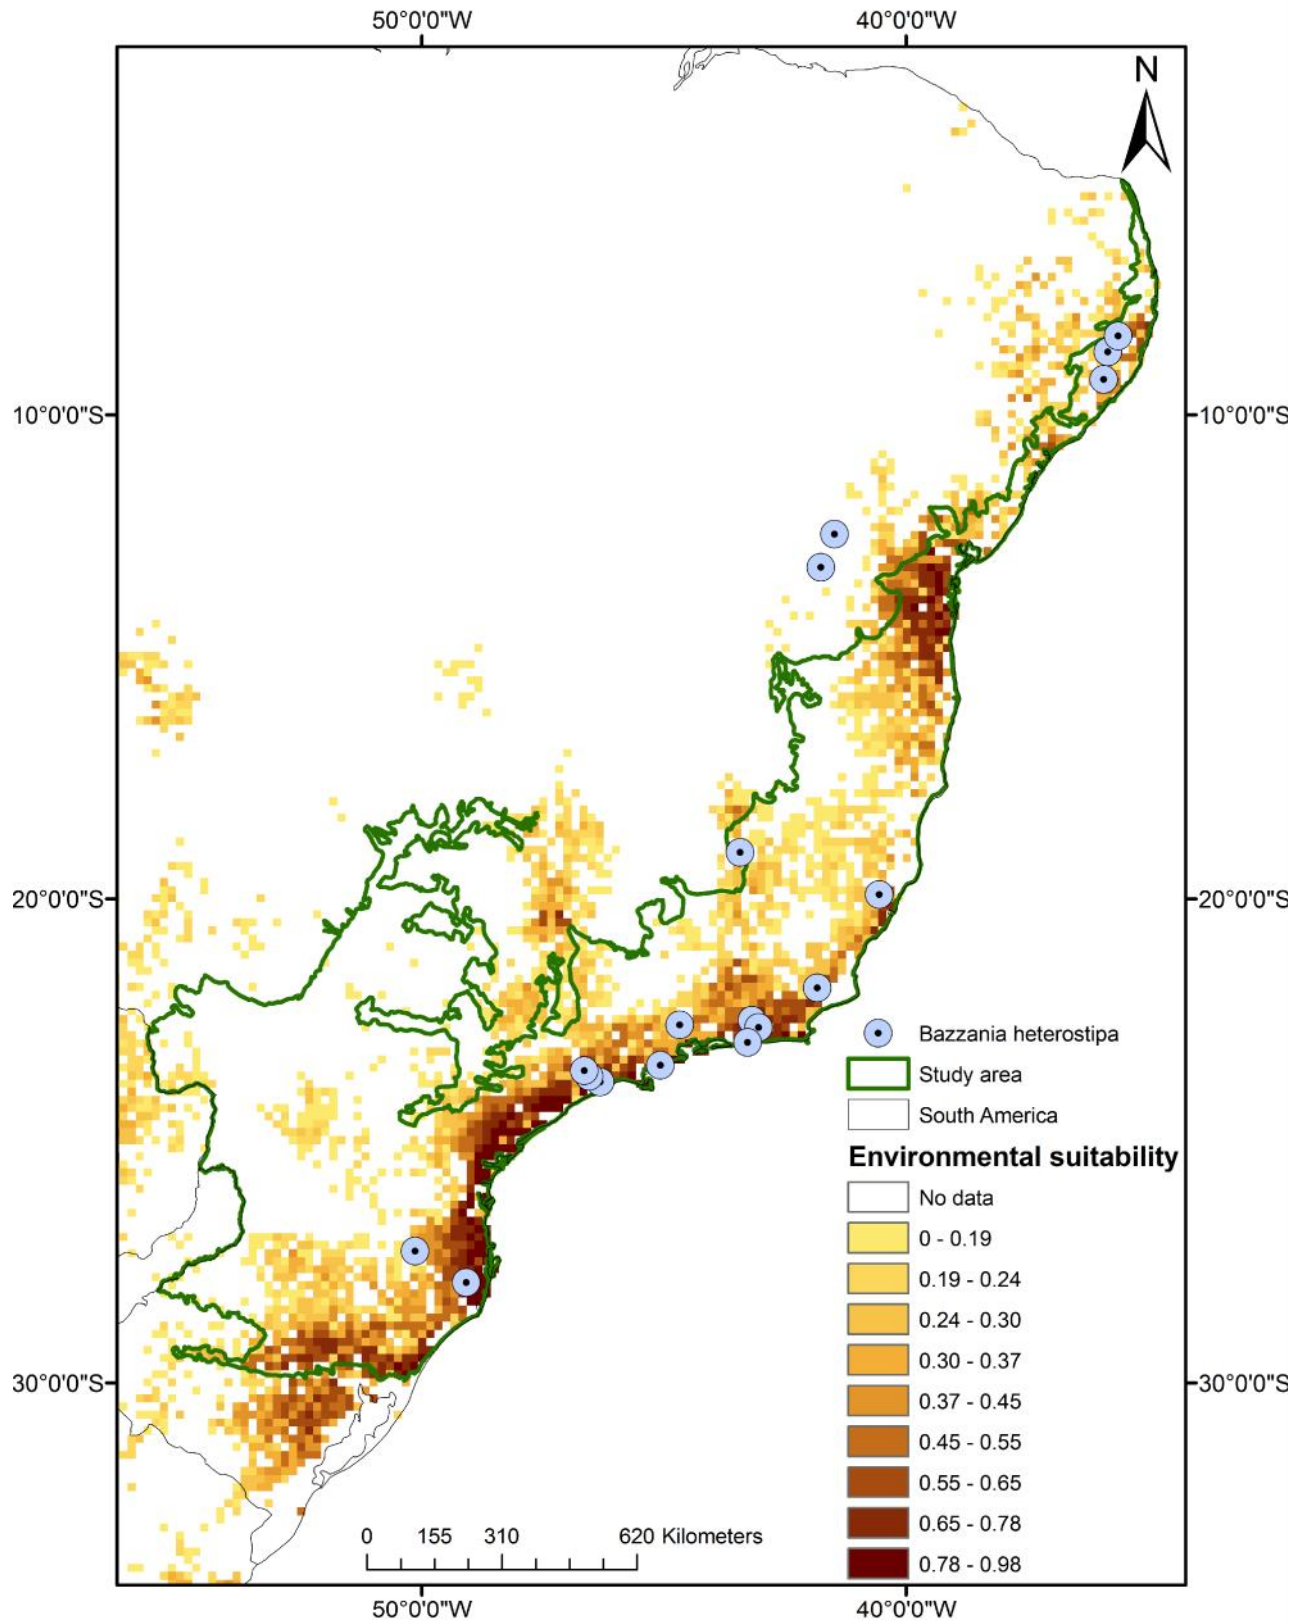 50°0'0"W 40°0'0"W
N
10°0'0"S 10°0'0"S
20°0'0"S 20°0'0"S
Bazzania heterostipa
Study area
South America
Environmental suitability
No data
0 - 0.19
0.19 - 0.24
0.24 - 0.30
0.30 - 0.37
30°0'0"S 30°0'0"S
0.37 - 0.45
0.45 - 0.55
0.55 - 0.65
0.65 - 0.78
0.78 - 0.98
0 155 310 620 Kilometers
50°0'0"W 40°0'0"W